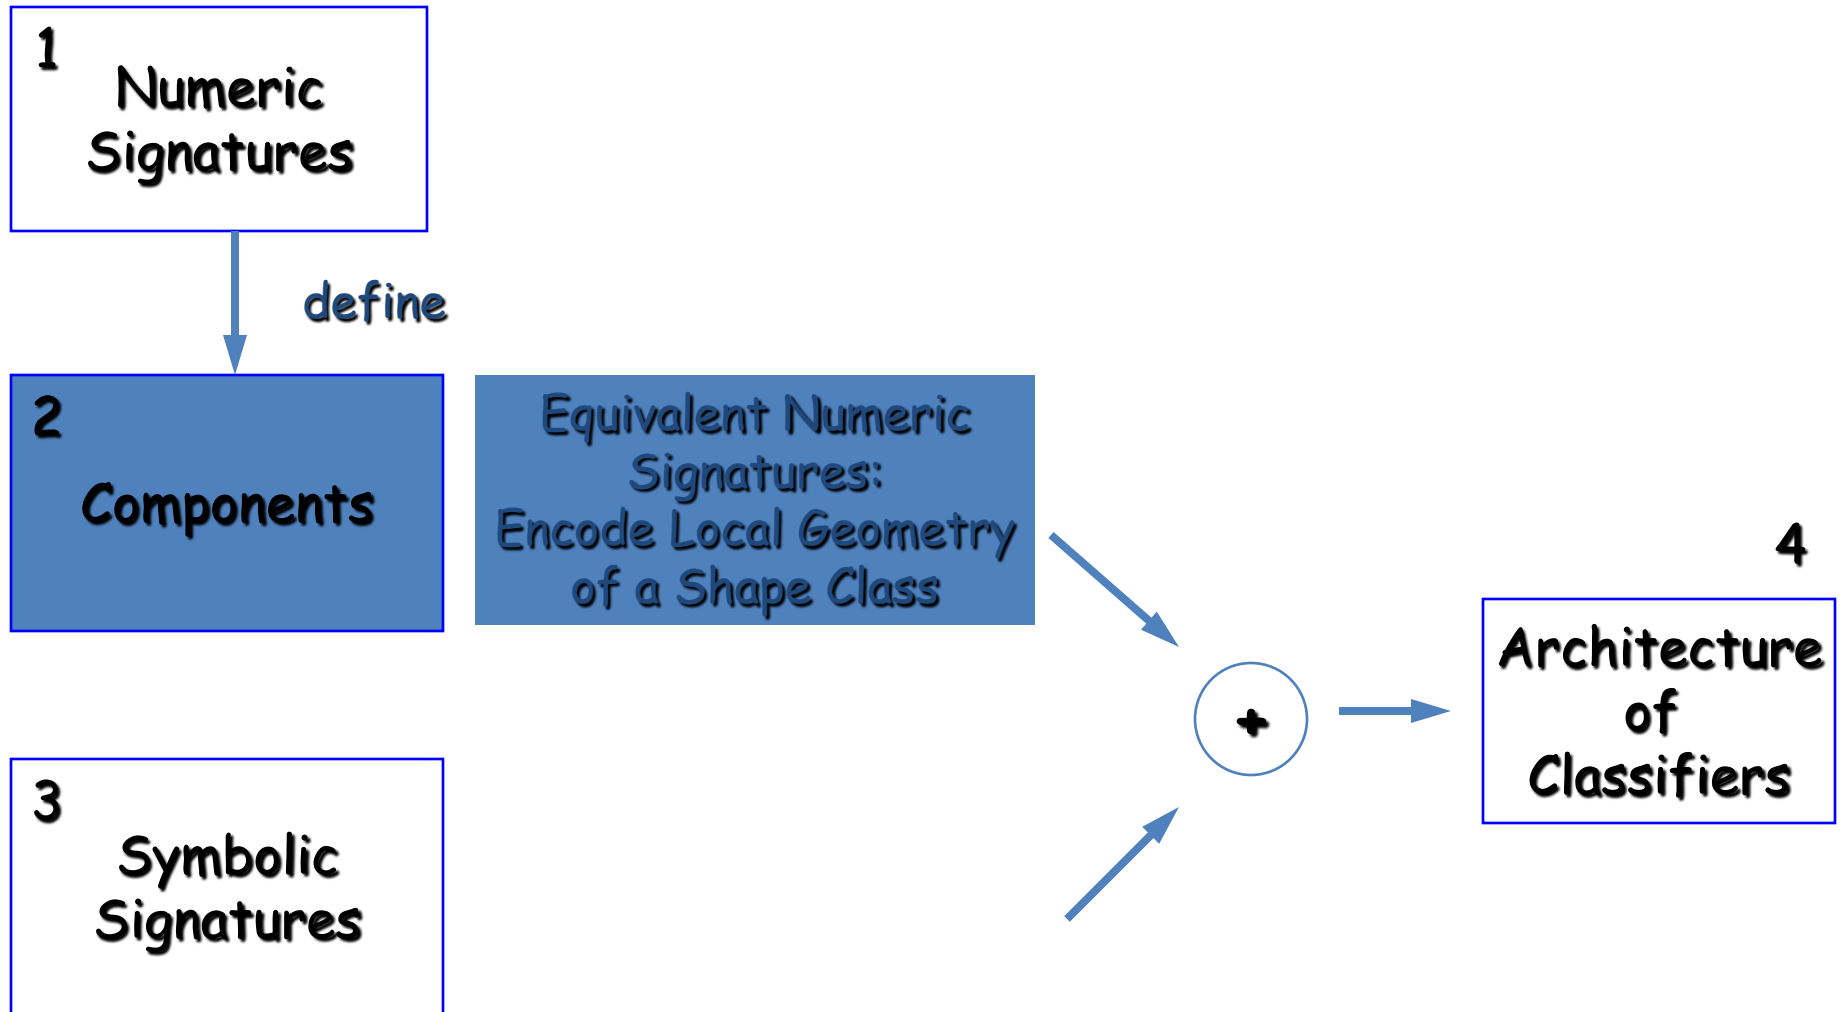 1
Numeric
Signatures
define
2
Components
Equivalent Numeric
Signatures:
Encode Local Geometry
of a Shape Class
+
4
Architecture
of
Classifiers
3
Symbolic
Signatures